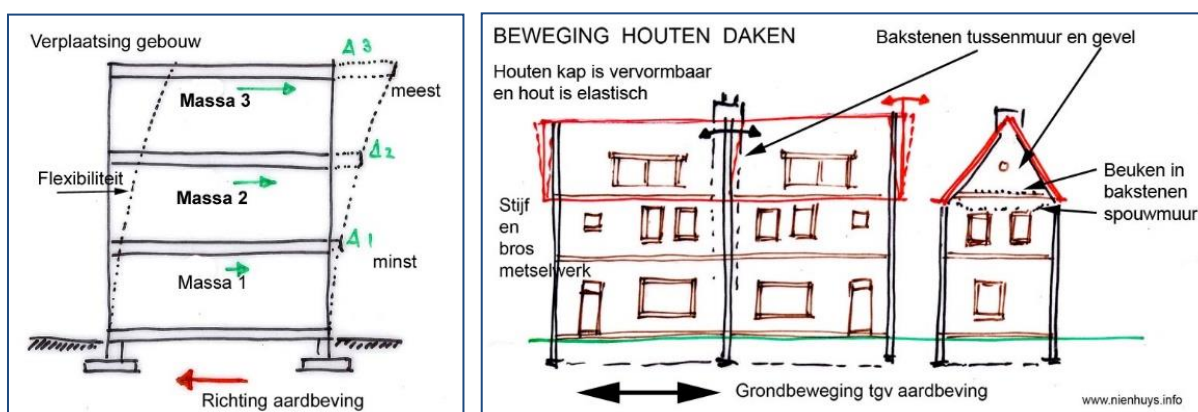 Verplaatsing gebouw
Δ3
Massa 3
meest
Δ2
Flexibiliteit
Massa 2
Δ1
minst
Massa 1
Richting aardbeving
BEWEGING HOUTEN DAKEN
Bakstenen tussenmuur en gevel
Houten kap is vervormbaar
en hout is elastisch
Beuken in
bakstenen
spouwmuur
Stijf
en
bros
metselwerk
Grondbeweging tgv aardbeving
www.nienhuys.info